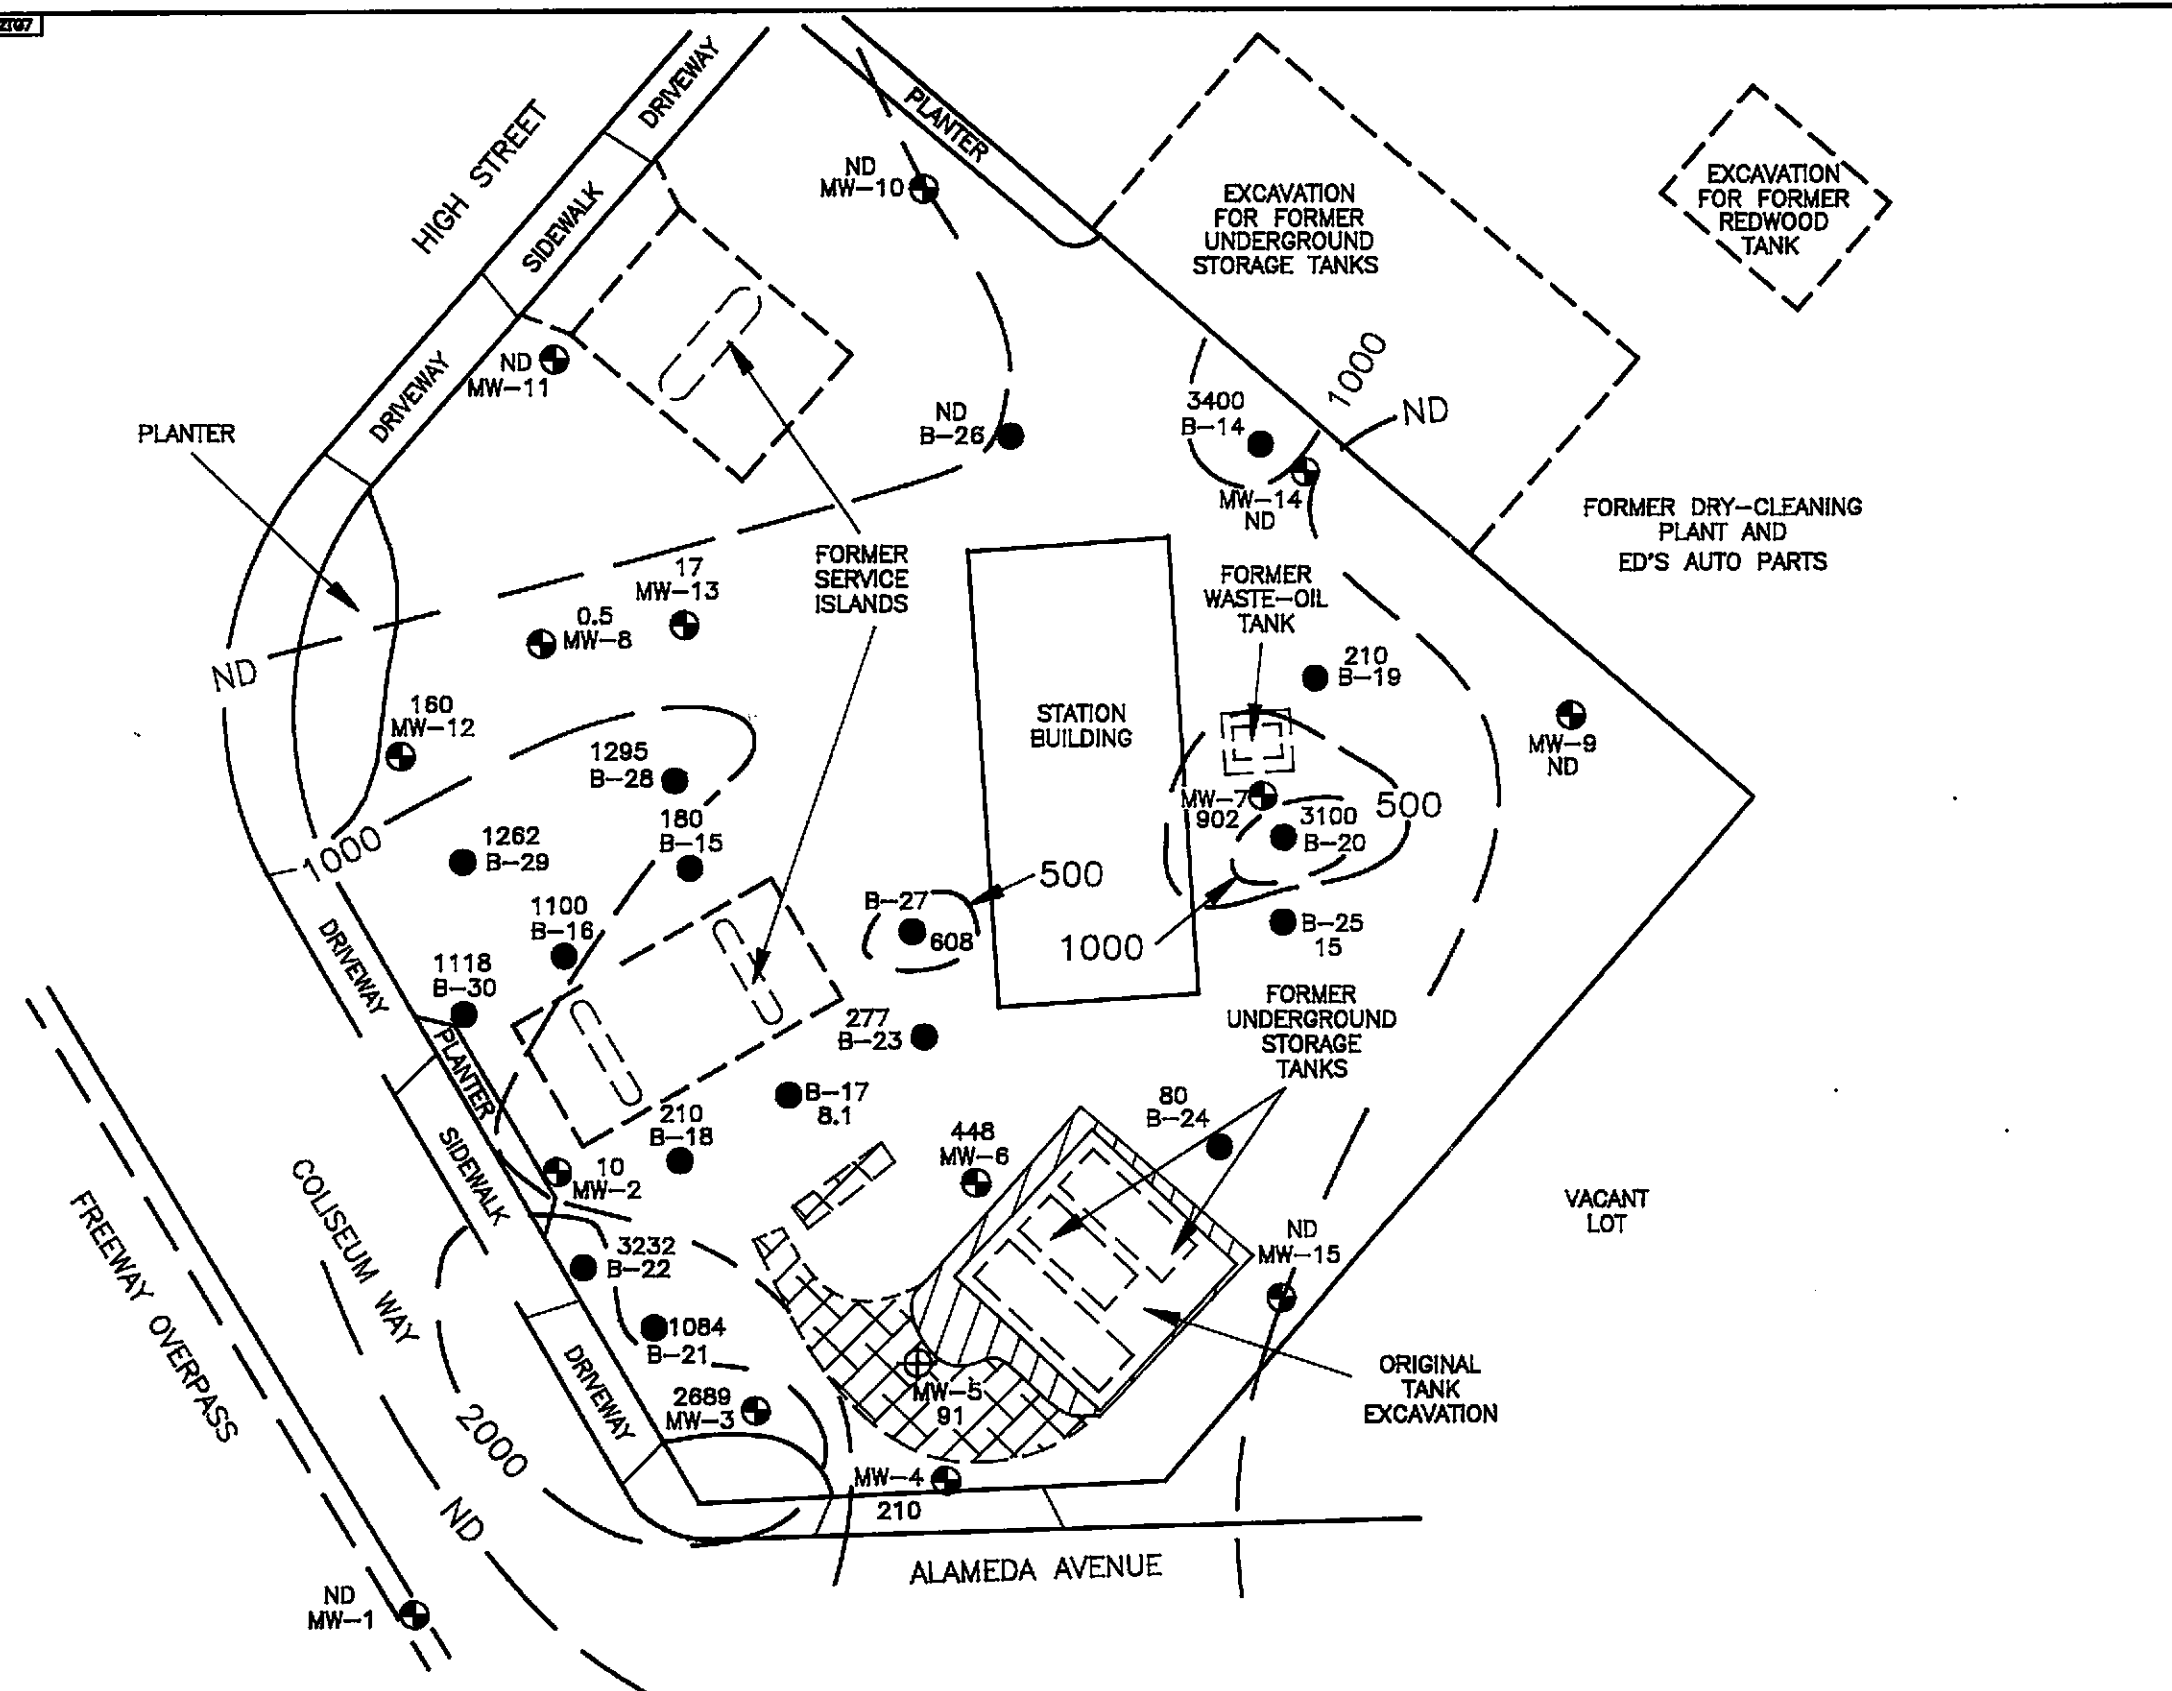 DRIVEWAY
PLANTER
HIGH STREET
SIDEWALK
ND
MW-10
EXCAVATION
FOR FORMER
UNDERGROUND
STORAGE TANKS
EXCAVATION
FOR FORMER
REDWOOD
TANK
ND
MW-11
DRIVEWAY
PLANTER
ND
B-26
3400
B-14
1000
ND
MW-14
ND
FORMER DRY-CLEANING
PLANT AND
ED'S AUTO PARTS
FORMER
SERVICE
ISLANDS
17
MW-13
0.5
MW-8
ND
FORMER
WASTE-OIL
TANK
210
B-19
160
MW-12
STATION
BUILDING
MW-9
ND
1295
B-28
180
B-15
MW-7
902
3100
B-20
500
1262
B-29
1000
500
B-27
608
1100
B-16
1000
B-25
15
DRIVEWAY
1118
B-30
277
B-23
FORMER
UNDERGROUND
STORAGE
TANKS
PLANTER
B-17
8.1
210
B-18
448
MW-6
80
B-24
10
MW-2
SIDEWALK
COLISEUM WAY
FREEWAY OVERPASS
VACANT
LOT
3232
B-22
ND
MW-15
1084
B-21
DRIVEWAY
2689
MW-3
MW-5
91
ORIGINAL
TANK
EXCAVATION
2000
ND
MW-4
210
ALAMEDA AVENUE
ND
MW-1